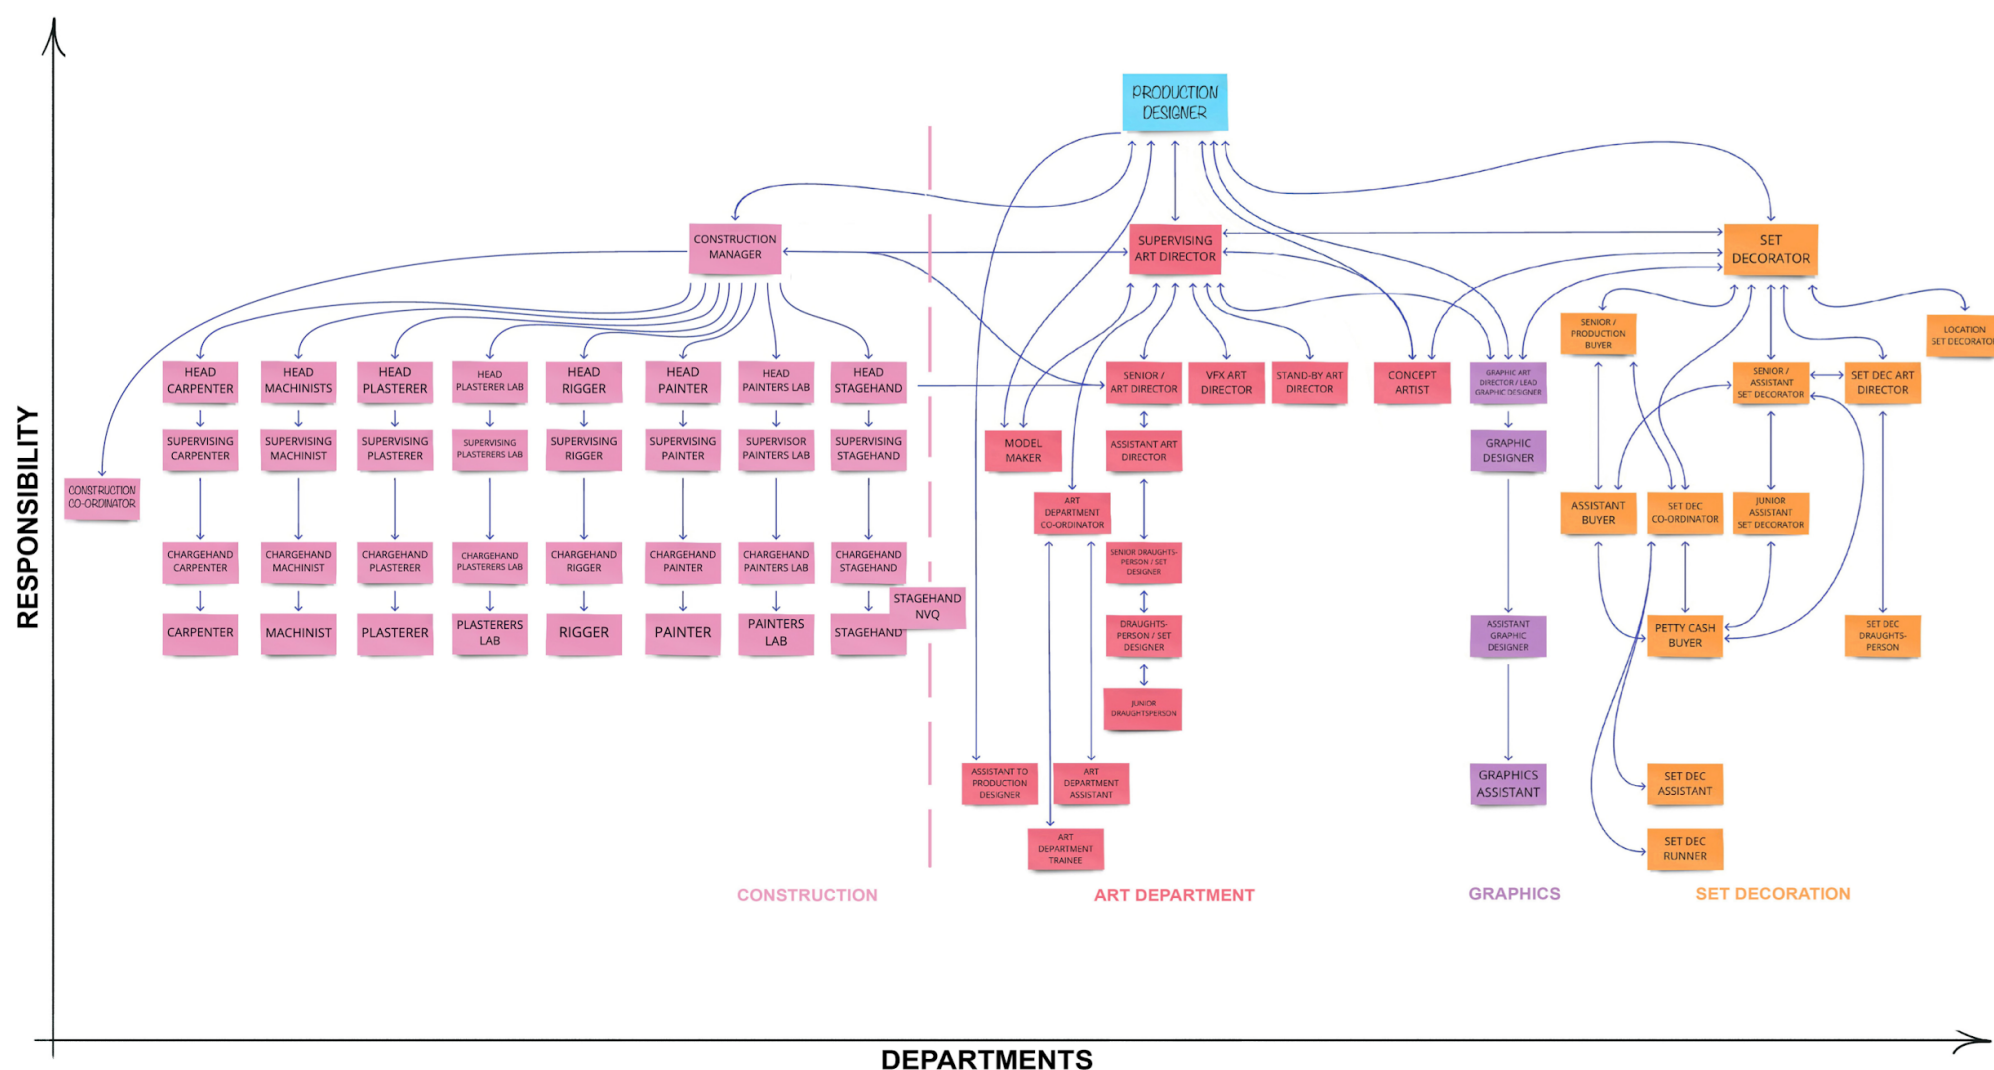 PRODUCTION
DESIGNER
CONSTRUCTION
MANAGER
SUPERVISING
ART DIRECTOR
SET
DECORATOR
SENIOR /
PRODUCTION
BUYER
LOCATION
SET DECORATOR
HEAD
CARPENTER
HEAD
MACHINISTS
HEAD
PLASTERER
HEAD
PLASTERER LAB
HEAD
RIGGER
HEAD
PAINTER
HEAD
PAINTERS LAB
HEAD
STAGEHAND
SENIOR /
ART DIRECTOR
VFX ART
DIRECTOR
STAND-BY ART
DIRECTOR
CONCEPT
ARTIST
GRAPHIC ART
DIRECTOR / LEAD
GRAPHIC DESIGNER
SENIOR /
ASSISTANT
SET DECORATOR
SET DEC ART
DIRECTOR
SUPERVISING
CARPENTER
SUPERVISING
MACHINIST
SUPERVISING
PLASTERER
SUPERVISING
PLASTERERS LAB
SUPERVISING
RIGGER
SUPERVISING
PAINTER
SUPERVISOR
PAINTERS LAB
SUPERVISING
STAGEHAND
MODEL
MAKER
ASSISTANT ART
DIRECTOR
GRAPHIC
DESIGNER
CONSTRUCTION
CO-ORDINATOR
ART
DEPARTMENT
CO-ORDINATOR
ASSISTANT
BUYER
SET DEC
CO-ORDINATOR
JUNIOR
ASSISTANT
SET DECORATOR
CHARGEHAND
CARPENTER
CHARGEHAND
MACHINIST
CHARGEHAND
PLASTERER
CHARGEHAND
PLASTERERS LAB
CHARGEHAND
RIGGER
CHARGEHAND
PAINTER
CHARGEHAND
PAINTERS LAB
CHARGEHAND
STAGEHAND
SENIOR DRAUGHTS-
PERSON / SET
DESIGNER
STAGEHAND
NVQ
CARPENTER
MACHINIST
PLASTERER
PLASTERERS
LAB
RIGGER
PAINTER
PAINTERS
LAB
STAGEHAND
DRAUGHTS-
PERSON / SET
DESIGNER
ASSISTANT
GRAPHIC
DESIGNER
PETTY CASH
BUYER
SET DEC
DRAUGHTS-
PERSON
JUNIOR
DRAUGHTSPERSON
ASSISTANT TO
PRODUCTION
DESIGNER
ART
DEPARTMENT
ASSISTANT
GRAPHICS
ASSISTANT
SET DEC
ASSISTANT
ART
DEPARTMENT
TRAINEE
SET DEC
RUNNER
CONSTRUCTION
ART DEPARTMENT
GRAPHICS
SET DECORATION
RESPONSIBILITY
DEPARTMENTS